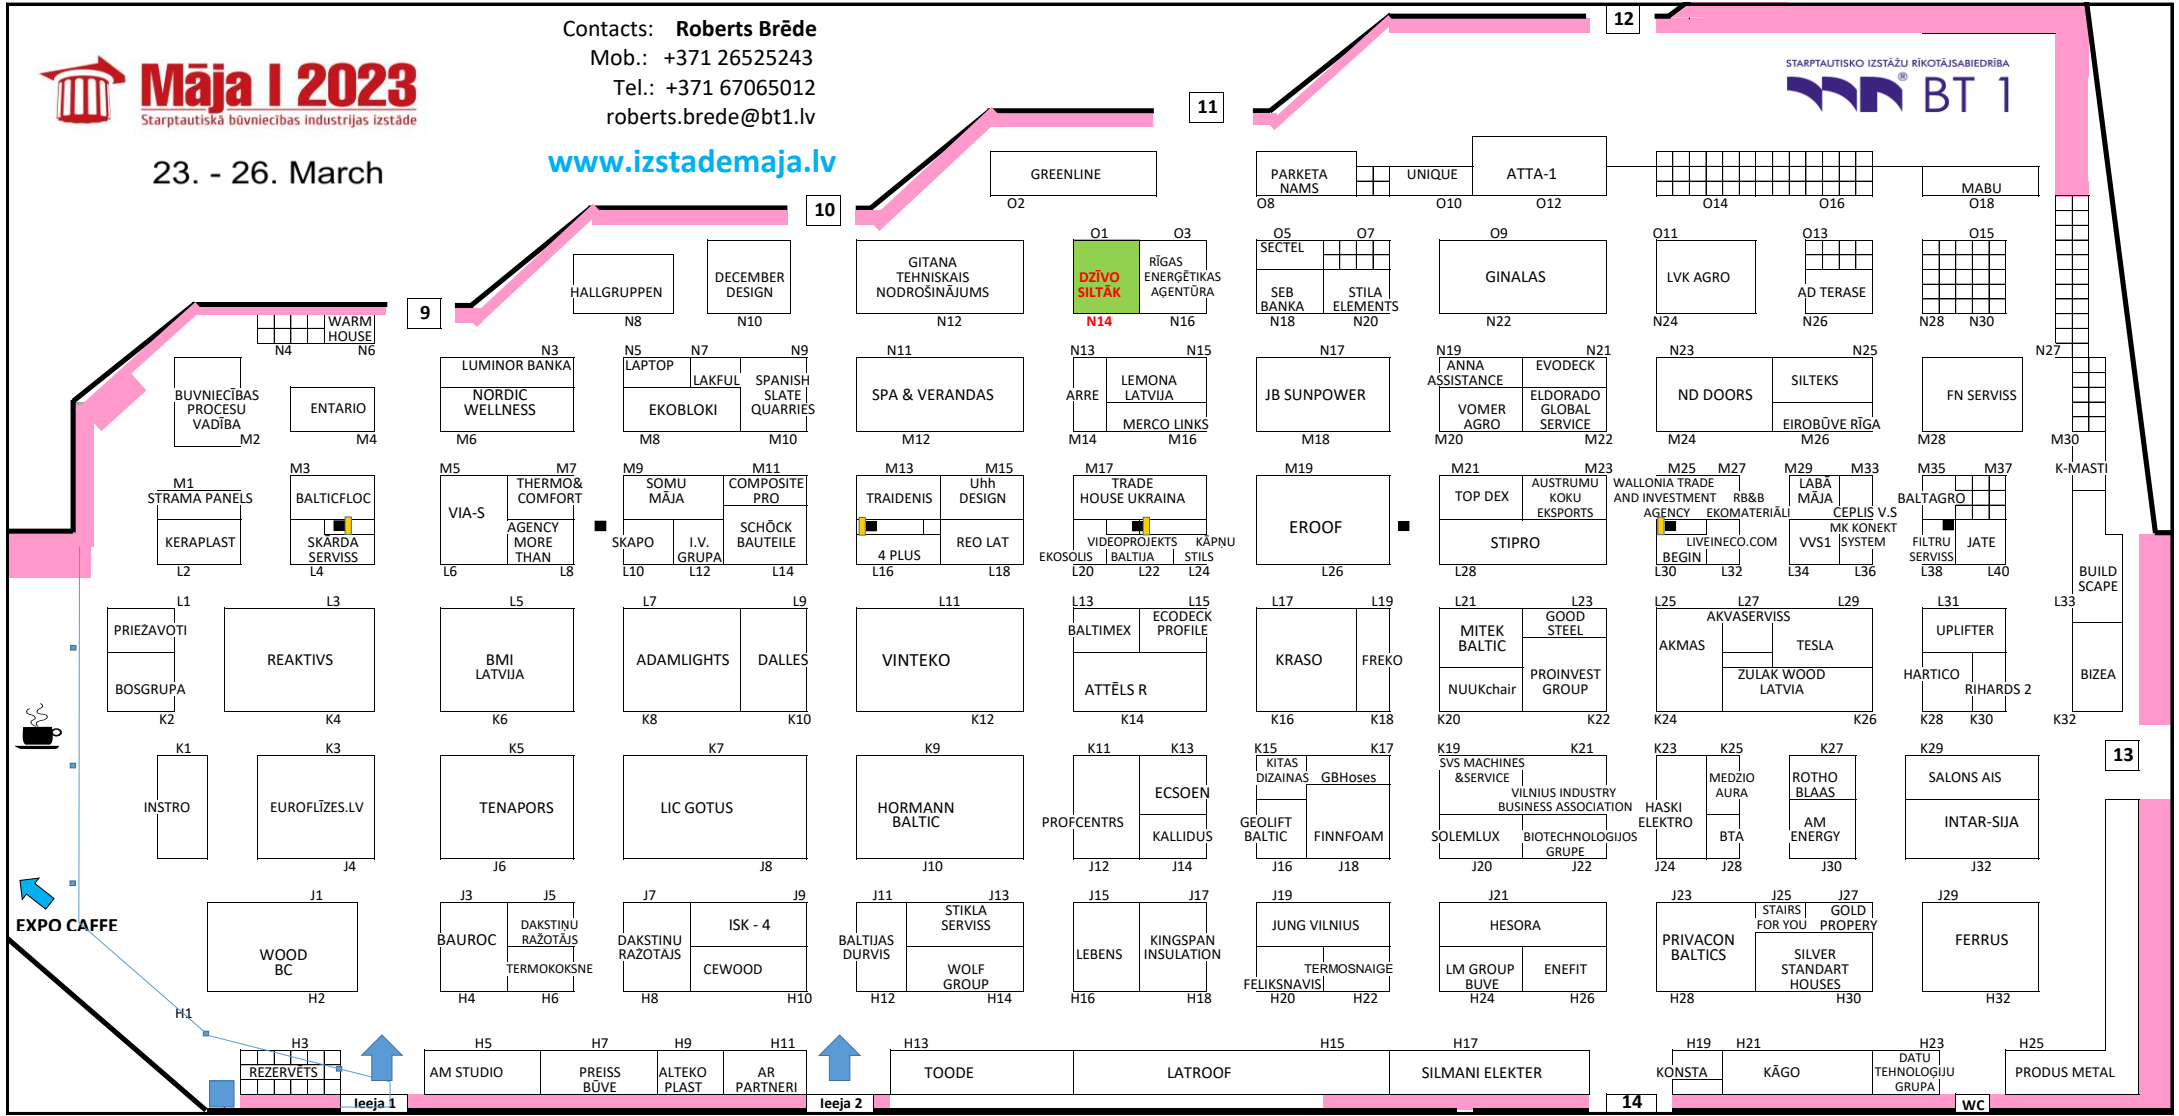 Contacts: Roberts Brēde
Mob.: +371 26525243
Tel.: +371 67065012
roberts.brede@bt1.lv
www.izstademaja.lv
Māja I 2023
Starptautiskā būvniecības industrijas izstāde
23. - 26. March
STARPTAUTISKO IZSTĀŽU RĪKOTĀJSABIEDRĪBA
BT 1
®
12
11
10
9
GREENLINE
O2
PARKETA
NAMS
O8
UNIQUE
O10
ATTA-1
O12
O14
O16
MABU
O18
O1 O3 O5 O7 O9 O11 O13 O15
HALLGRUPPEN
N8
DECEMBER
DESIGN
N10
GITANA
TEHNISKAIS
NODROŠINĀJUMS
N12
DZĪVO
SILTĀK
N14
RĪGAS
ENERĢĒTIKAS
AĢENTŪRA
N16
SECTEL
SEB
BANKA
N18
STILA
ELEMENTS
N20
GINALAS
N22
LVK AGRO
N24
AD TERASE
N26
N28 N30
WARM
HOUSE
N4 N6
N3 N5 N7 N9 N11 N13 N15 N17 N19 N21 N23 N25 N27
BUVNIECĪBAS
PROCESU
VADĪBA
M2
ENTARIO
M4
LUMINOR BANKA
NORDIC
WELLNESS
M6
LAPTOP
LAKFUL
EKOBLOKI
M8
SPANISH
SLATE
QUARRIES
M10
SPA & VERANDAS
M12
ARRE
M14
LEMONA
LATVIJA
MERCO LINKS
M16
JB SUNPOWER
M18
ANNA
ASSISTANCE
VOMER
AGRO
M20
EVODECK
ELDORADO
GLOBAL
SERVICE
M22
ND DOORS
M24
SILTEKS
EIROBŪVE RĪGA
M26
FN SERVISS
M28
M30
M1 M3 M5 M7 M9 M11 M13 M15 M17 M19 M21 M23 M25 M27 M29 M33 M35 M37
STRAMA PANELS
KERAPLAST
L2
BALTICFLOC
SKĀRDA
SERVISS
L4
VIA-S
L6
THERMO&
COMFORT
AGENCY
MORE
THAN
L8
SOMU
MĀJA
SKAPO
L10
I.V.
GRUPA
L12
COMPOSITE
PRO
SCHÖCK
BAUTEILE
L14
TRAIDENIS
4 PLUS
L16
Uhh
DESIGN
REO LAT
L18
TRADE
HOUSE UKRAINA
EKOSOLIS
L20
VIDEOPROJEKTS
BALTIJA
L22
KĀPŅU
STILS
L24
EROOF
L26
TOP DEX
AUSTRUMU
KOKU
EKSPORTS
STIPRO
L28
WALLONIA TRADE
AND INVESTMENT
AGENCY
BEGIN
L30
RB&B
EKOMATERIĀLI
LIVEINECO.COM
L32
LABĀ
MĀJA
VVS1
L34
CEPLIS V.S
MK KONEKT
SYSTEM
L36
BALTAGRO
FILTRU
SERVISS
L38
JATE
L40
K-MASTI
BUILD
SCAPE
L33
L1 L3 L5 L7 L9 L11 L13 L15 L17 L19 L21 L23 L25 L27 L29 L31
PRIEŽAVOTI
BOSGRUPA
K2
REAKTIVS
K4
BMI
LATVIJA
K6
ADAMLIGHTS
K8
DALLES
K10
VINTEKO
K12
BALTIMEX
ECODECK
PROFILE
ATTĒLS R
K14
KRASO
K16
FREKO
K18
MITEK
BALTIC
NUUKchair
K20
GOOD
STEEL
PROINVEST
GROUP
K22
AKVASERVISS
AKMAS
K24
TESLA
ZULAK WOOD
LATVIA
K26
UPLIFTER
HARTICO
K28
RIHARDS 2
K30
BIZEA
K32
K1 K3 K5 K7 K9 K11 K13 K15 K17 K19 K21 K23 K25 K27 K29
13
INSTRO
EUROFLĪZES.LV
J4
TENAPORS
J6
LIC GOTUS
J8
HORMANN
BALTIC
J10
PROFCENTRS
J12
ECSOEN
KALLIDUS
J14
KITAS
DIZAINAS
GEOLIFT
BALTIC
J16
GBHoses
FINNFOAM
J18
SVS MACHINES
&SERVICE
SOLEMLUX
J20
VILNIUS INDUSTRY
BUSINESS ASSOCIATION
BIOTECHNOLOGIJOS
GRUPE
J22
HASKI
ELEKTRO
J24
MEDZIO
AURA
BTA
J28
ROTHO
BLAAS
AM
ENERGY
J30
SALONS AIS
INTAR-SIJA
J32
EXPO CAFFE
J1 J3 J5 J7 J9 J11 J13 J15 J17 J19 J21 J23 J25 J27 J29
WOOD
BC
H2
BAUROC
H4
DAKSTIŅU
RAŽOTĀJS
TERMOKOKSNE
H6
DAKSTIŅU
RAŽOTĀJS
H8
ISK - 4
CEWOOD
H10
BALTIJAS
DURVIS
H12
STIKLA
SERVISS
WOLF
GROUP
H14
LEBENS
H16
KINGSPAN
INSULATION
H18
JUNG VILNIUS
FELIKSNAVIS
H20
TERMOSNAIGE
H22
HESORA
LM GROUP
BUVE
H24
ENEFIT
H26
PRIVACON
BALTICS
H28
STAIRS
FOR YOU
GOLD
PROPERY
SILVER
STANDART
HOUSES
H30
FERRUS
H32
H1
H3 H5 H7 H9 H11 H13 H15 H17 H19 H21 H23 H25
REZERVĒTS
AM STUDIO
PREISS
BŪVE
ALTEKO
PLAST
AR
PARTNERI
TOODE
LATROOF
SILMANI ELEKTER
KONSTA
KĀGO
DATU
TEHNOLOĢIJU
GRUPA
PRODUS METAL
Ieeja 1
Ieeja 2
14
WC